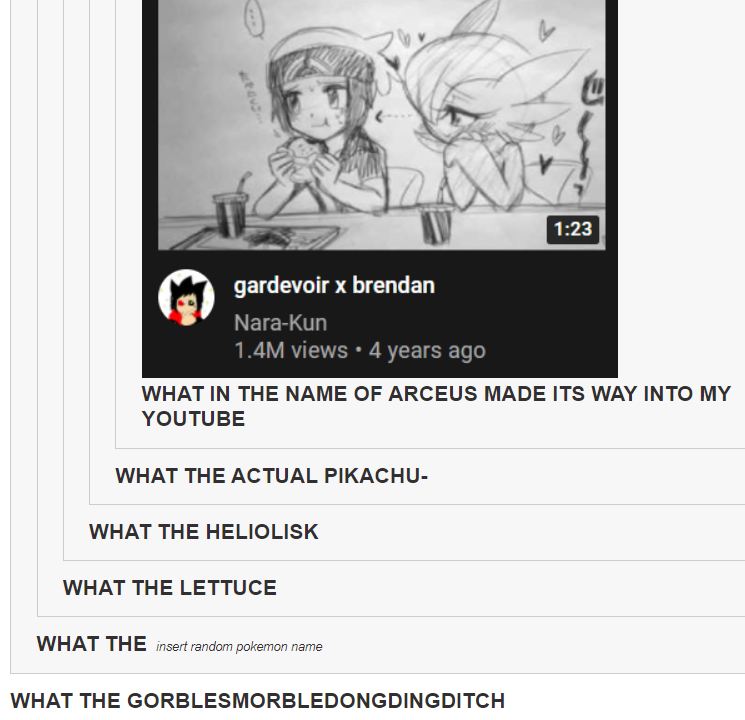 1:23
gardevoir x brendan
Nara-Kun
1.4M views • 4 years ago
WHAT IN THE NAME OF ARCEUS MADE ITS WAY INTO MY
YOUTUBE
WHAT THE ACTUAL PIKACHU-
WHAT THE HELIOLISK
WHAT THE LETTUCE
WHAT THE insert random pokemon name
WHAT THE GORBLESMORBLEDONGDINGDITCH